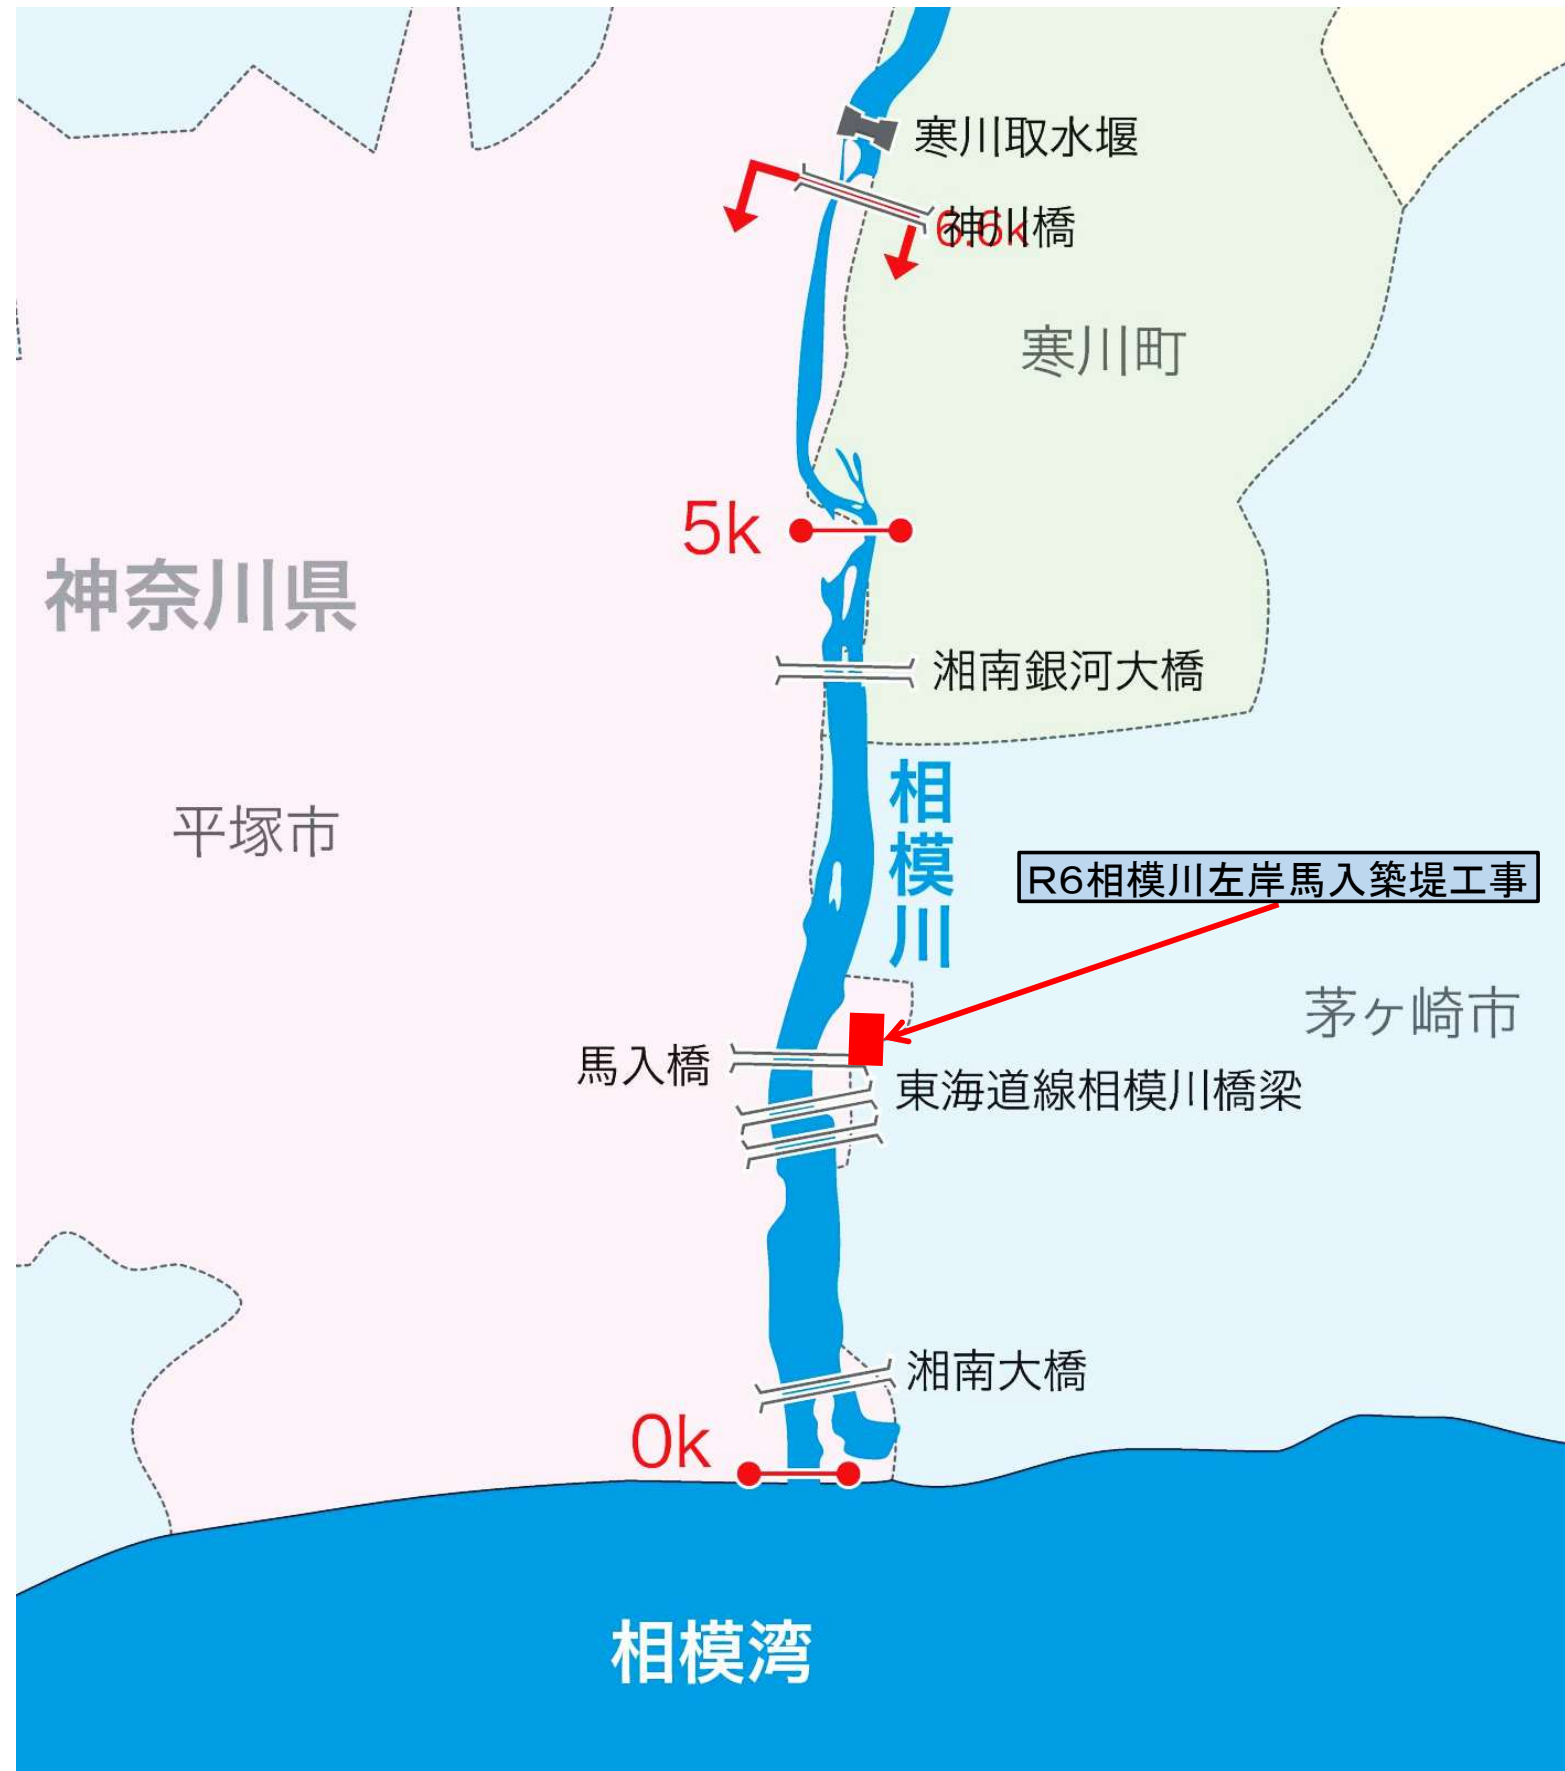 寒川取水堰
6.6k
神川橋
寒川町
5k
神奈川県
湘南銀河大橋
相模川
平塚市
R6相模川左岸馬入築堤工事
茅ヶ崎市
馬入橋
東海道線相模川橋梁
湘南大橋
0k
相模湾